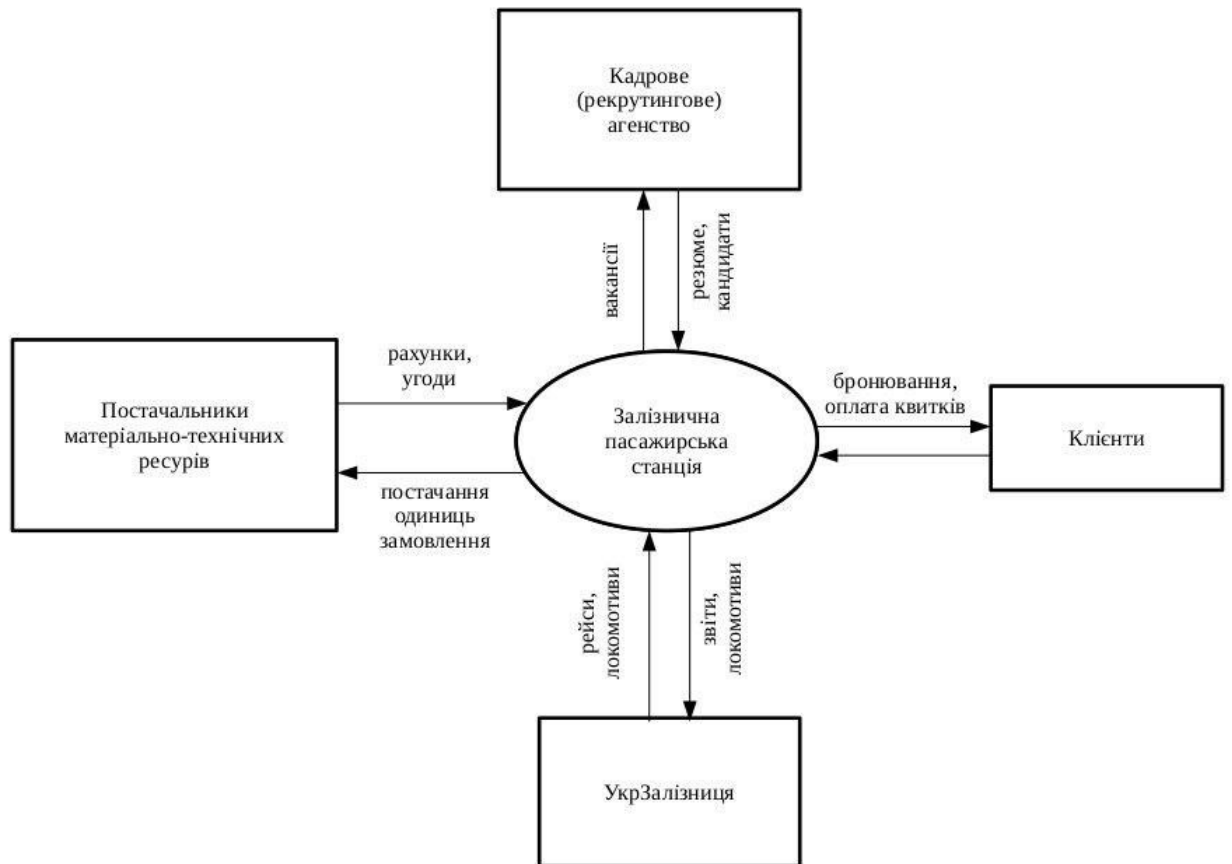 Кадрове
(рекрутингове)
агенство
вакансії
резюме,
кандидати
рахунки,
угоди
Постачальники
матеріально-технічних
ресурів
Залізнична
пасажирська
станція
бронювання,
оплата квитків
Клієнти
постачання
одиниць
замовлення
рейси,
локомотиви
звіти,
локомотиви
УкрЗалізниця